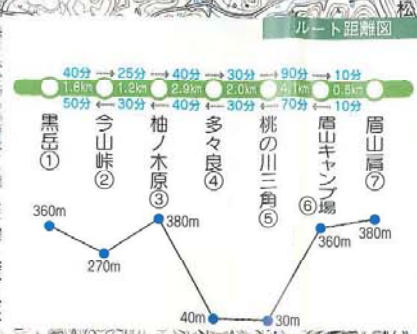 松
ルート距離図
40分 → 25分 → 40分 → 30分 → 90分 → 10分
1.8km 1.2km 2.9km 2.0km 4.1km 0.5km
50分 ← 30分 ← 40分 ← 30分 ← 70分 ← 10分
黒岳①
今山峠②
柚ノ木原③
多々良④
桃の川三角⑤
眉山キャンプ場⑥
眉山肩⑦
360m
270m
380m
40m
30m
360m
380m